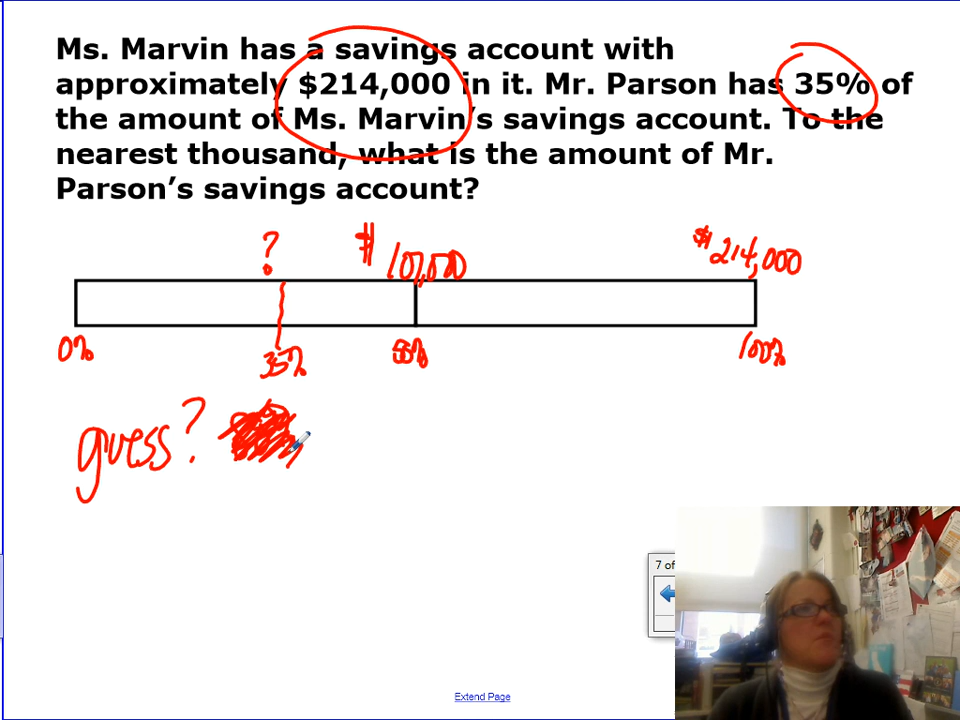 Ms. Marvin has a savings account with
approximately $214,000 in it. Mr. Parson has 35% of
the amount of Ms. Marvin's savings account. To the
nearest thousand, what is the amount of Mr.
Parson's savings account?
? $107,000 $214,000
0% 35% 50% 100%
guess?
7 of
Extend Page